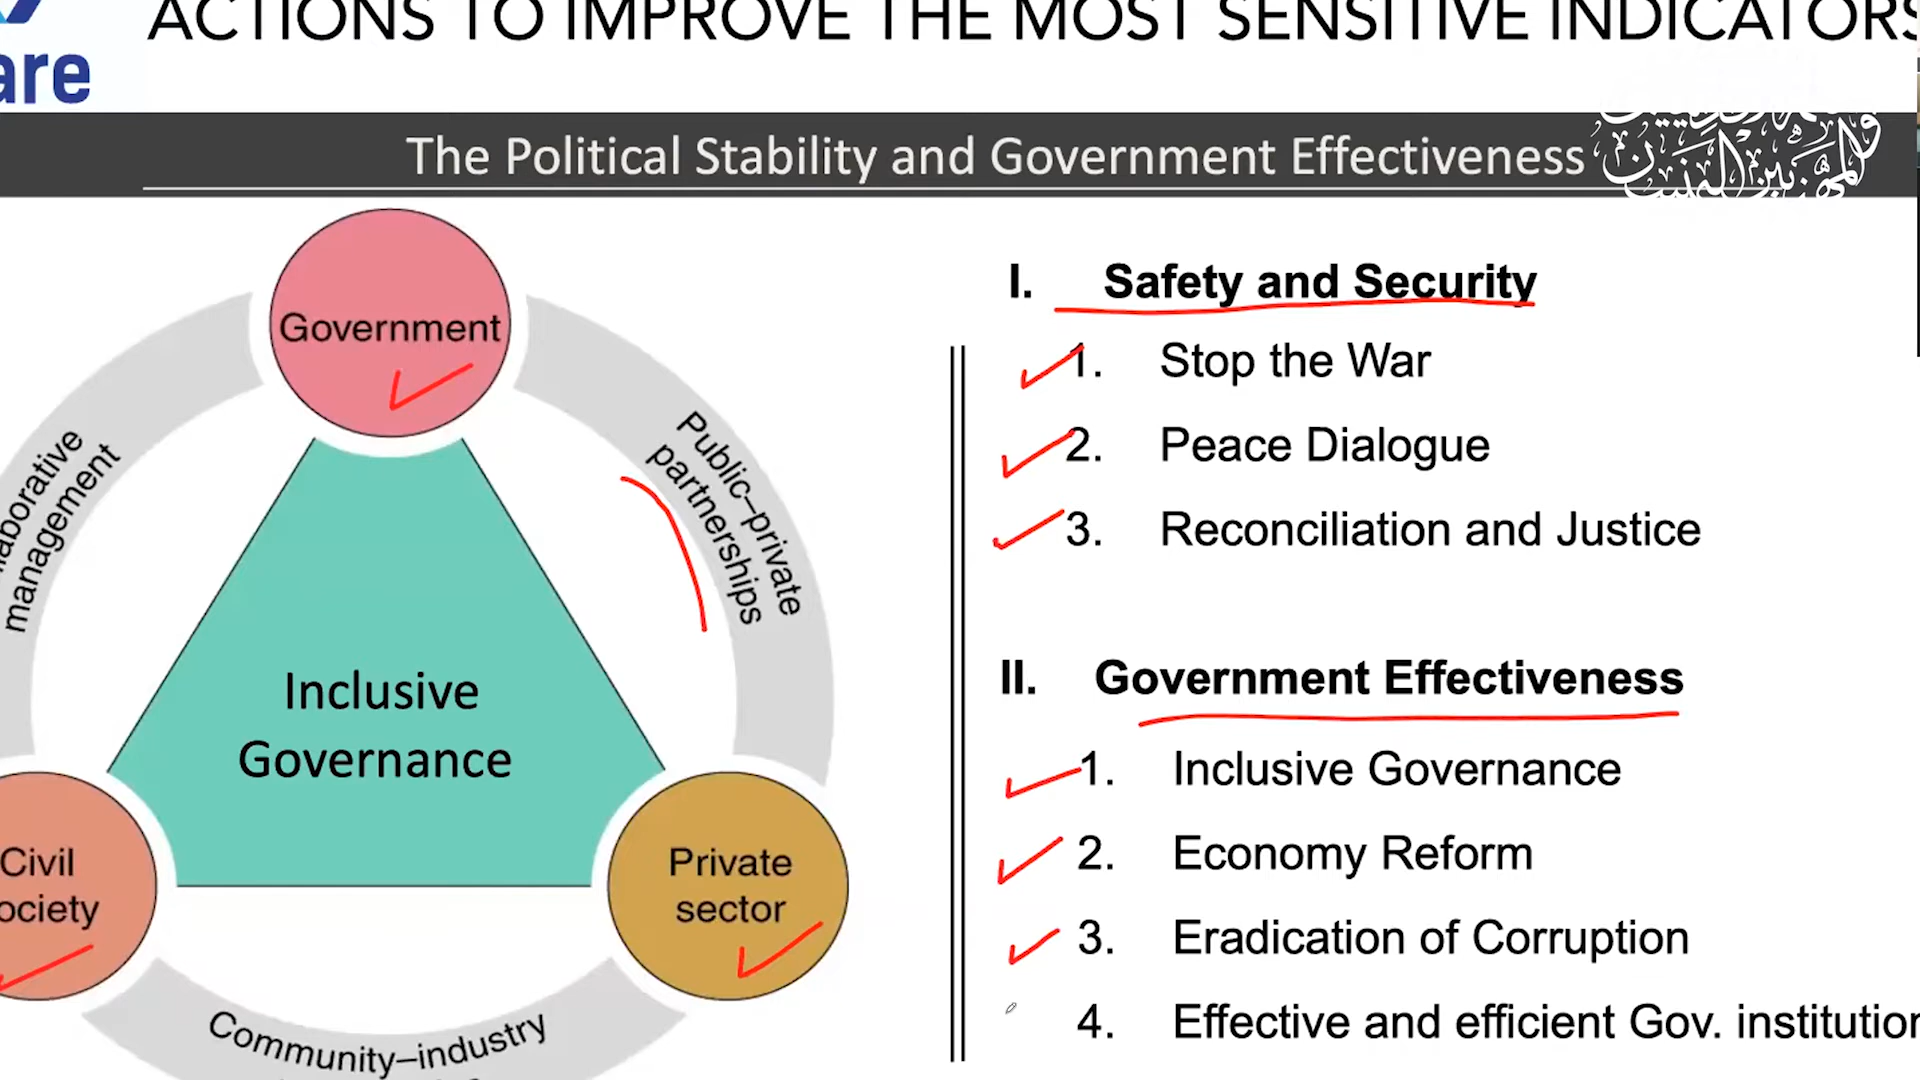 ACTIONS TO IMPROVE THE MOST SENSITIVE INDICATORS
are
The Political Stability and Government Effectiveness
والمهنيين اليمنيين
Government
laborative
management
Public–private
partnerships
Inclusive
Governance
Civil
ociety
Private
sector
Community–industry
I. Safety and Security
1. Stop the War
2. Peace Dialogue
3. Reconciliation and Justice
II. Government Effectiveness
1. Inclusive Governance
2. Economy Reform
3. Eradication of Corruption
4. Effective and efficient Gov. institution